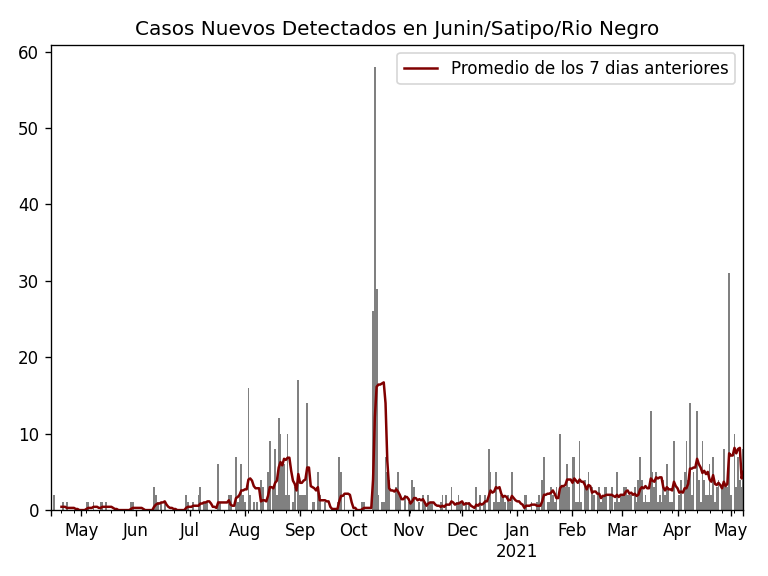 Casos Nuevos Detectados en Junin/Satipo/Rio Negro
Promedio de los 7 dias anteriores
60
50
40
30
20
10
0
May Jun Jul Aug Sep Oct Nov Dec Jan Feb Mar Apr May
2021